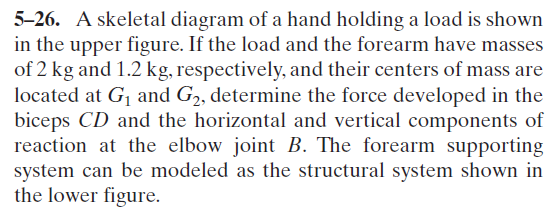 5–26. A skeletal diagram of a hand holding a load is shown
in the upper figure. If the load and the forearm have masses
of 2 kg and 1.2 kg, respectively, and their centers of mass are
located at G₁ and G₂, determine the force developed in the
biceps CD and the horizontal and vertical components of
reaction at the elbow joint B. The forearm supporting
system can be modeled as the structural system shown in
the lower figure.